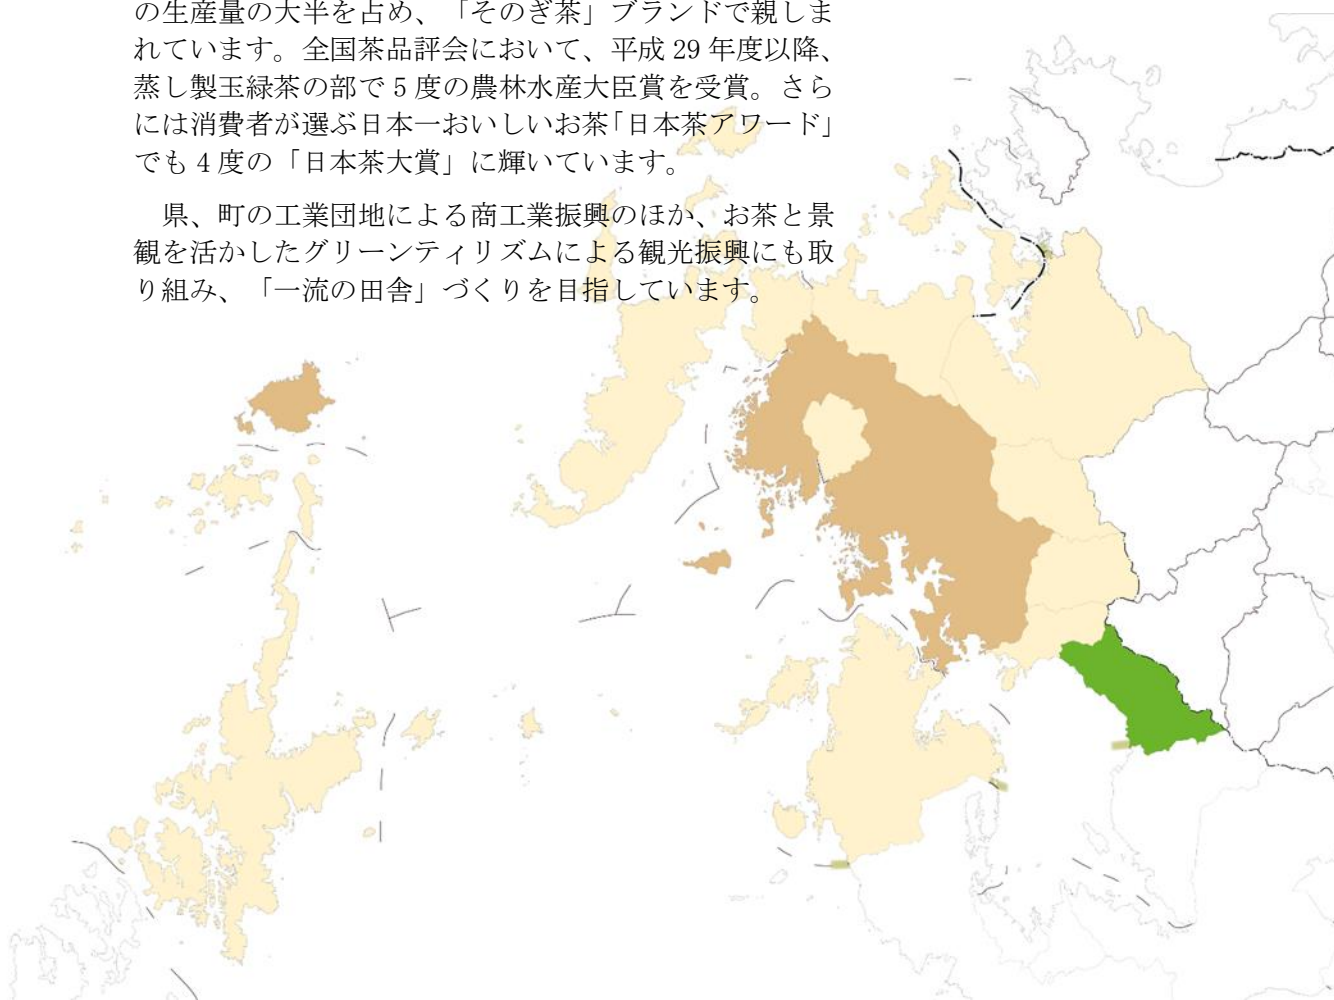 の生産量の大半を占め、「そのぎ茶」ブランドで親しま
れています。全国茶品評会において、平成 29 年度以降、
蒸し製玉緑茶の部で 5 度の農林水産大臣賞を受賞。さら
には消費者が選ぶ日本一おいしいお茶「日本茶アワード」
でも 4 度の「日本茶大賞」に輝いています。
県、町の工業団地による商工業振興のほか、お茶と景
観を活かしたグリーンティリズムによる観光振興にも取
り組み、「一流の田舎」づくりを目指しています。